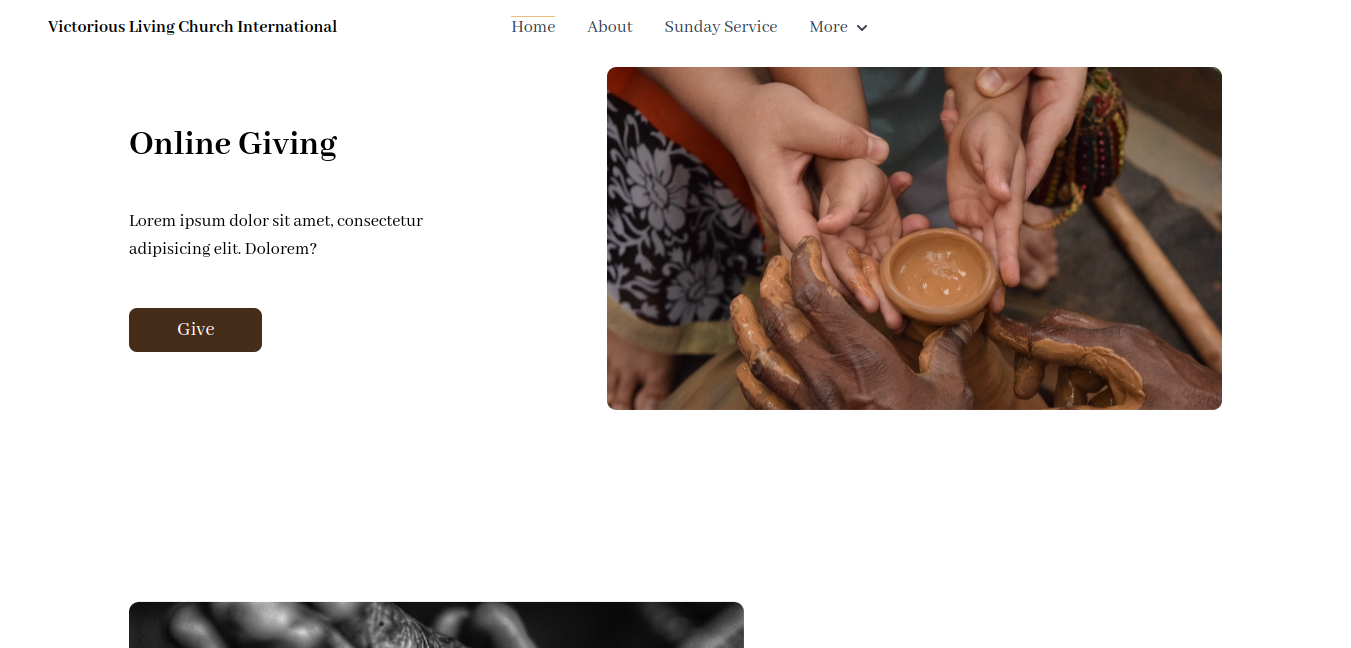 Victorious Living Church International
Home About Sunday Service More
Online Giving
Lorem ipsum dolor sit amet, consectetur
adipisicing elit. Dolorem?
Give